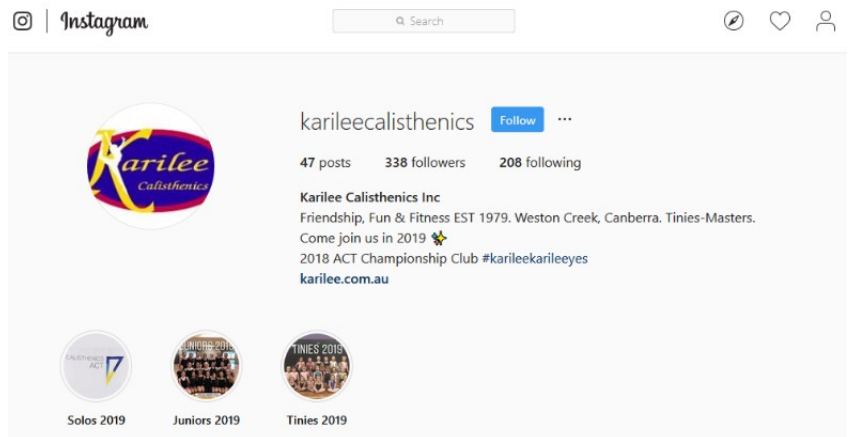 Instagram
Search
karileecalisthenics Follow ...
47 posts 338 followers 208 following
Karilee Calisthenics Inc
Friendship, Fun & Fitness EST 1979. Weston Creek, Canberra. Tinies-Masters.
Come join us in 2019 ✨
2018 ACT Championship Club #karileekarileeyes
karilee.com.au
Karilee
Calisthenics
CALISTHENICS
ACT
JUNIORS 2019
TINIES 2019
Solos 2019 Juniors 2019 Tinies 2019